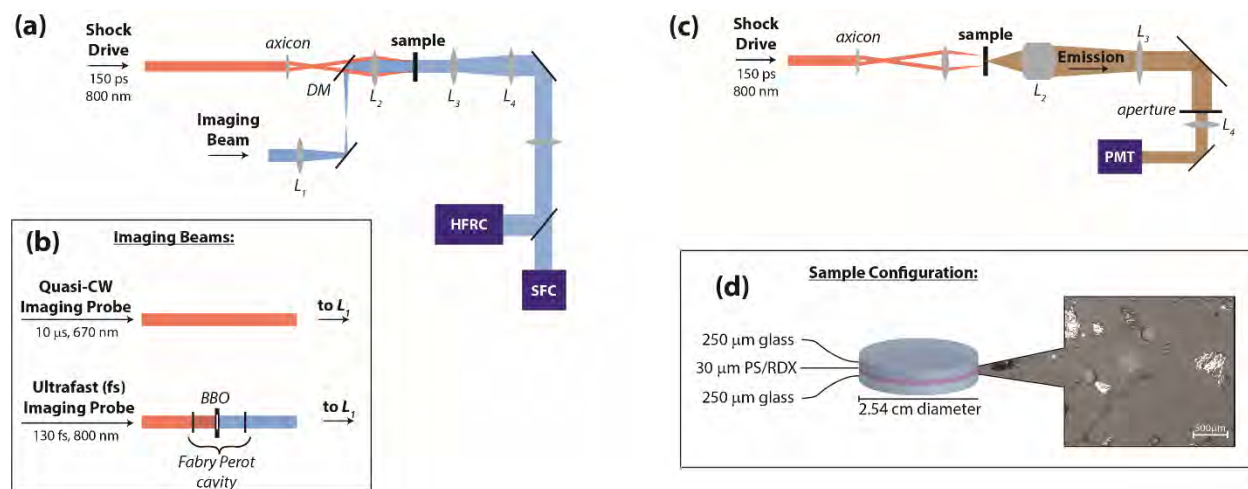 (a)
Shock
Drive
150 ps
800 nm
axicon
DM
L2
sample
L3
L4
Imaging
Beam
L1
HFRC
SFC
(b)
Imaging Beams:
Quasi-CW
Imaging Probe
10 μs, 670 nm
to L1
Ultrafast (fs)
Imaging Probe
130 fs, 800 nm
BBO
to L1
Fabry Perot
cavity
(c)
Shock
Drive
150 ps
800 nm
axicon
sample
L2
Emission
L3
aperture
L4
PMT
(d)
Sample Configuration:
250 μm glass
30 μm PS/RDX
250 μm glass
2.54 cm diameter
300μm